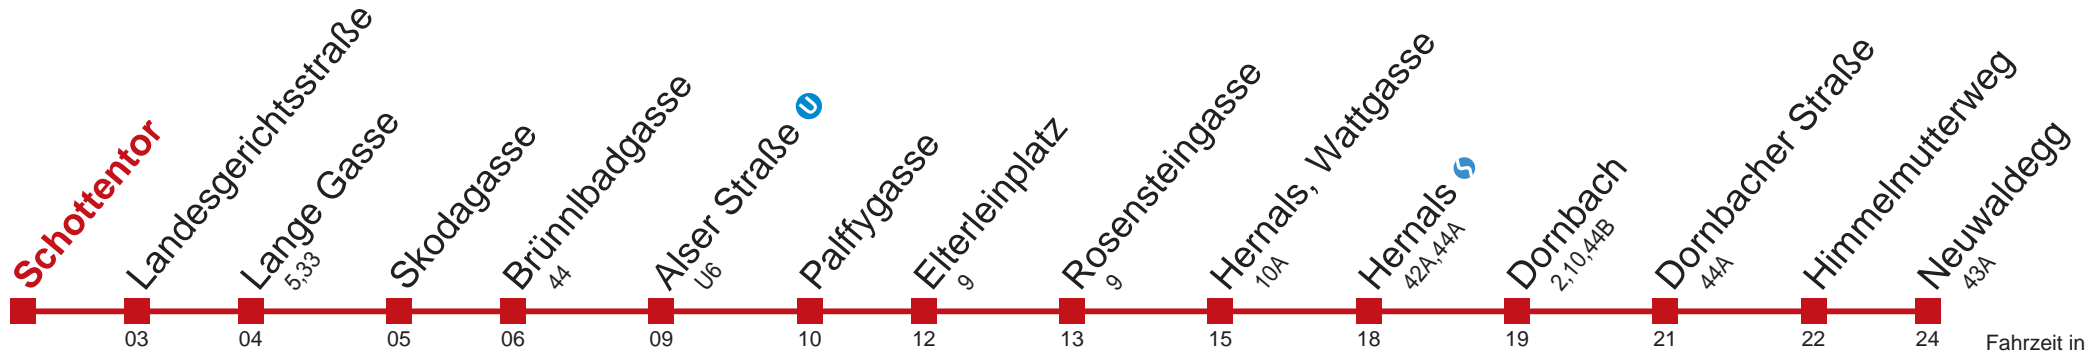 Schottentor
Landesgerichtsstraße
03
Lange Gasse
5,33
04
Skodagasse
05
Brünnlbadgasse
44
06
Alser Straße U
U6
09
Palffygasse
10
Elterleinplatz
9
12
Rosensteingasse
9
13
Hernals, Wattgasse
10A
15
Hernals S
42A,44A
18
Dornbach
2,10,44B
19
Dornbacher Straße
44A
21
Himmelmutterweg
22
Neuwaldegg
43A
24
Fahrzeit in